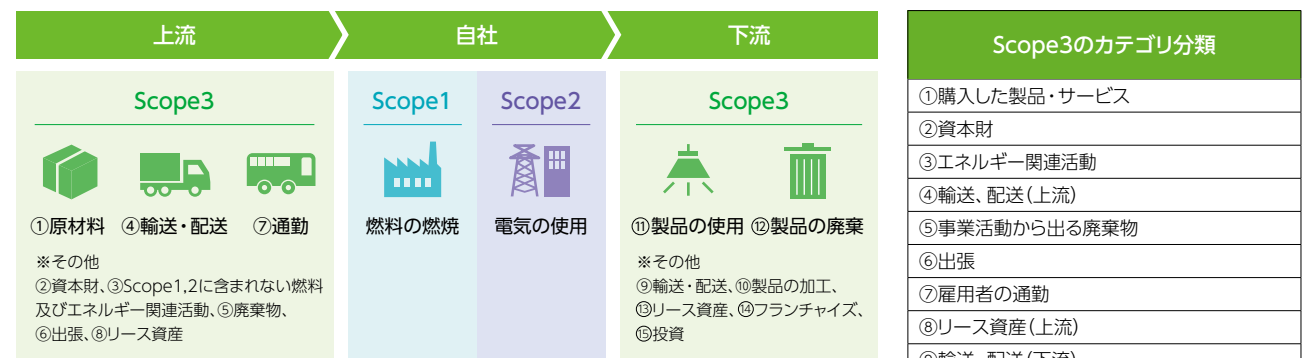 上流
自社
下流
Scope3
①原材料 ④輸送・配送 ⑦通勤
※その他
②資本財、③Scope1,2に含まれない燃料
及びエネルギー関連活動、⑤廃棄物、
⑥出張、⑧リース資産
Scope1
燃料の燃焼
Scope2
電気の使用
Scope3
⑪製品の使用 ⑫製品の廃棄
※その他
⑨輸送・配送、⑩製品の加工、
⑬リース資産、⑭フランチャイズ、
⑮投資
Scope3のカテゴリ分類
①購入した製品・サービス
②資本財
③エネルギー関連活動
④輸送、配送(上流)
⑤事業活動から出る廃棄物
⑥出張
⑦雇用者の通勤
⑧リース資産(上流)